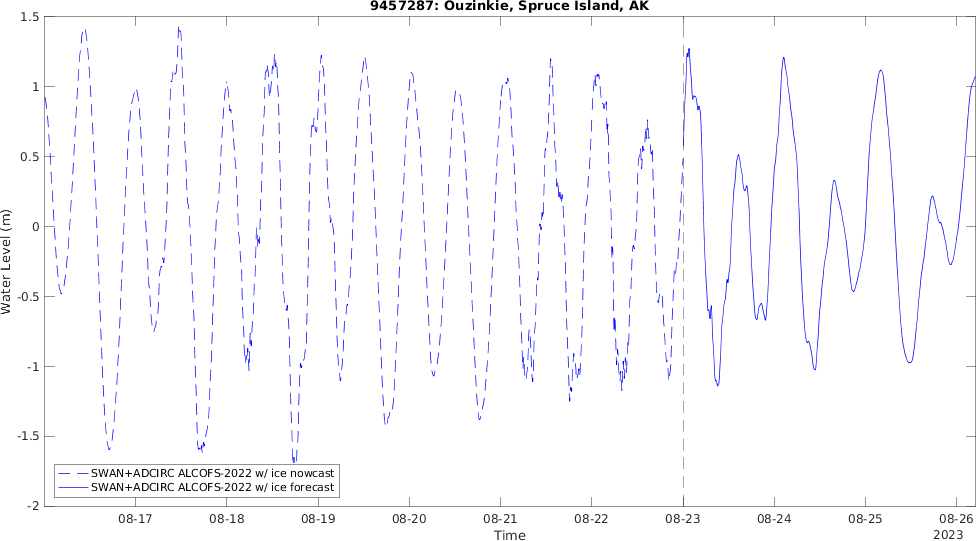 9457287: Ouzinkie, Spruce Island, AK
1.5
1
0.5
0
-0.5
-1
-1.5
-2
Water Level (m)
SWAN+ADCIRC ALCOFS-2022 w/ ice nowcast
SWAN+ADCIRC ALCOFS-2022 w/ ice forecast
08-17 08-18 08-19 08-20 08-21 08-22 08-23 08-24 08-25 08-26
Time
2023